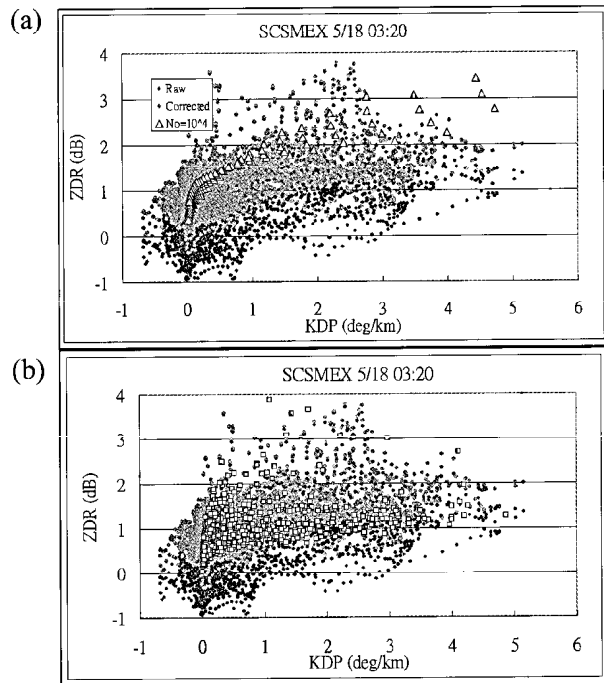 (a)
SCSMEX 5/18 03:20
Raw
Corrected
No=10^4
ZDR (dB)
4
3
2
1
0
-1
-1 0 1 2 3 4 5 6
KDP (deg/km)
(b)
SCSMEX 5/18 03:20
ZDR (dB)
4
3
2
1
0
-1
-1 0 1 2 3 4 5 6
KDP (deg/km)